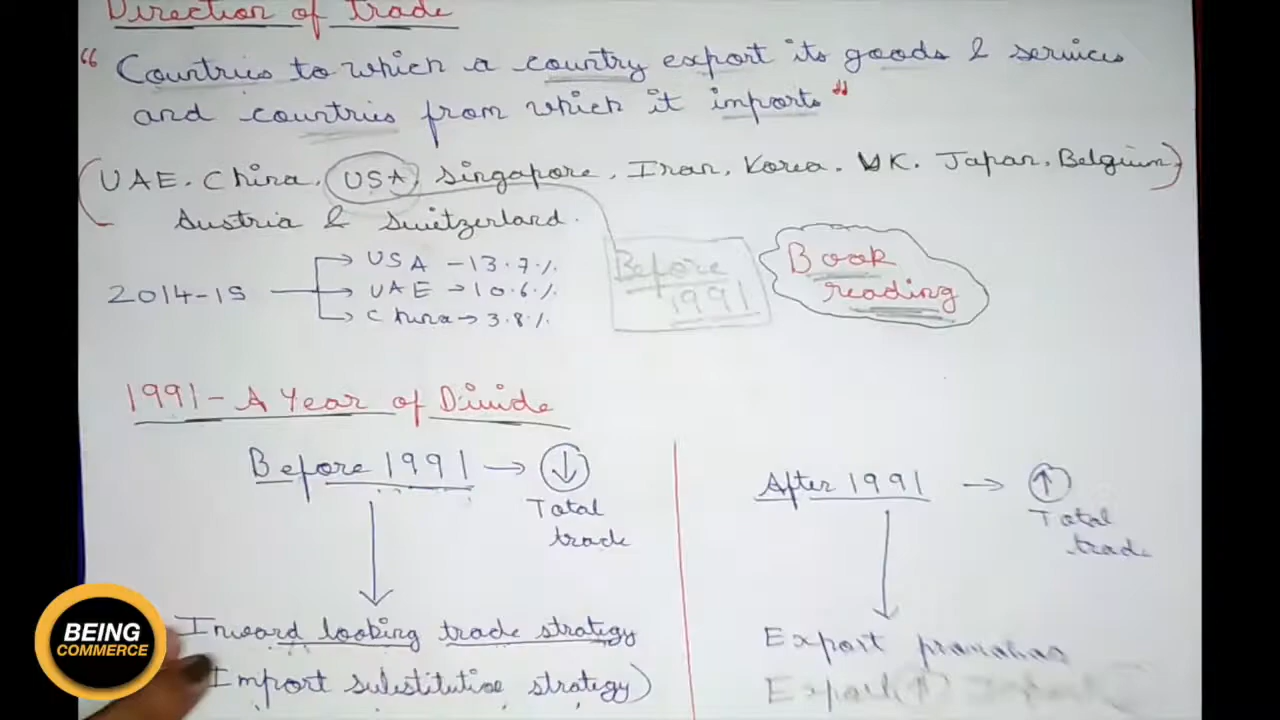 Direction of trade
“ Countries to which a country export its goods & services
and countries from which it imports ”
(UAE, China, USA, Singapore, Iran, Korea, UK, Japan, Belgium)
Austria & Switzerland.
2014-15
USA - 13.7%
UAE → 10.6%
China → 3.8%
Before
1991
Book
reading
1991 - A Year of Divide
Before 1991 → ↓
Total
trade
After 1991 → ↑
Total
trade
Inward looking trade strategy
Import substitution strategy)
Export
Export (↑)
BEING
COMMERCE